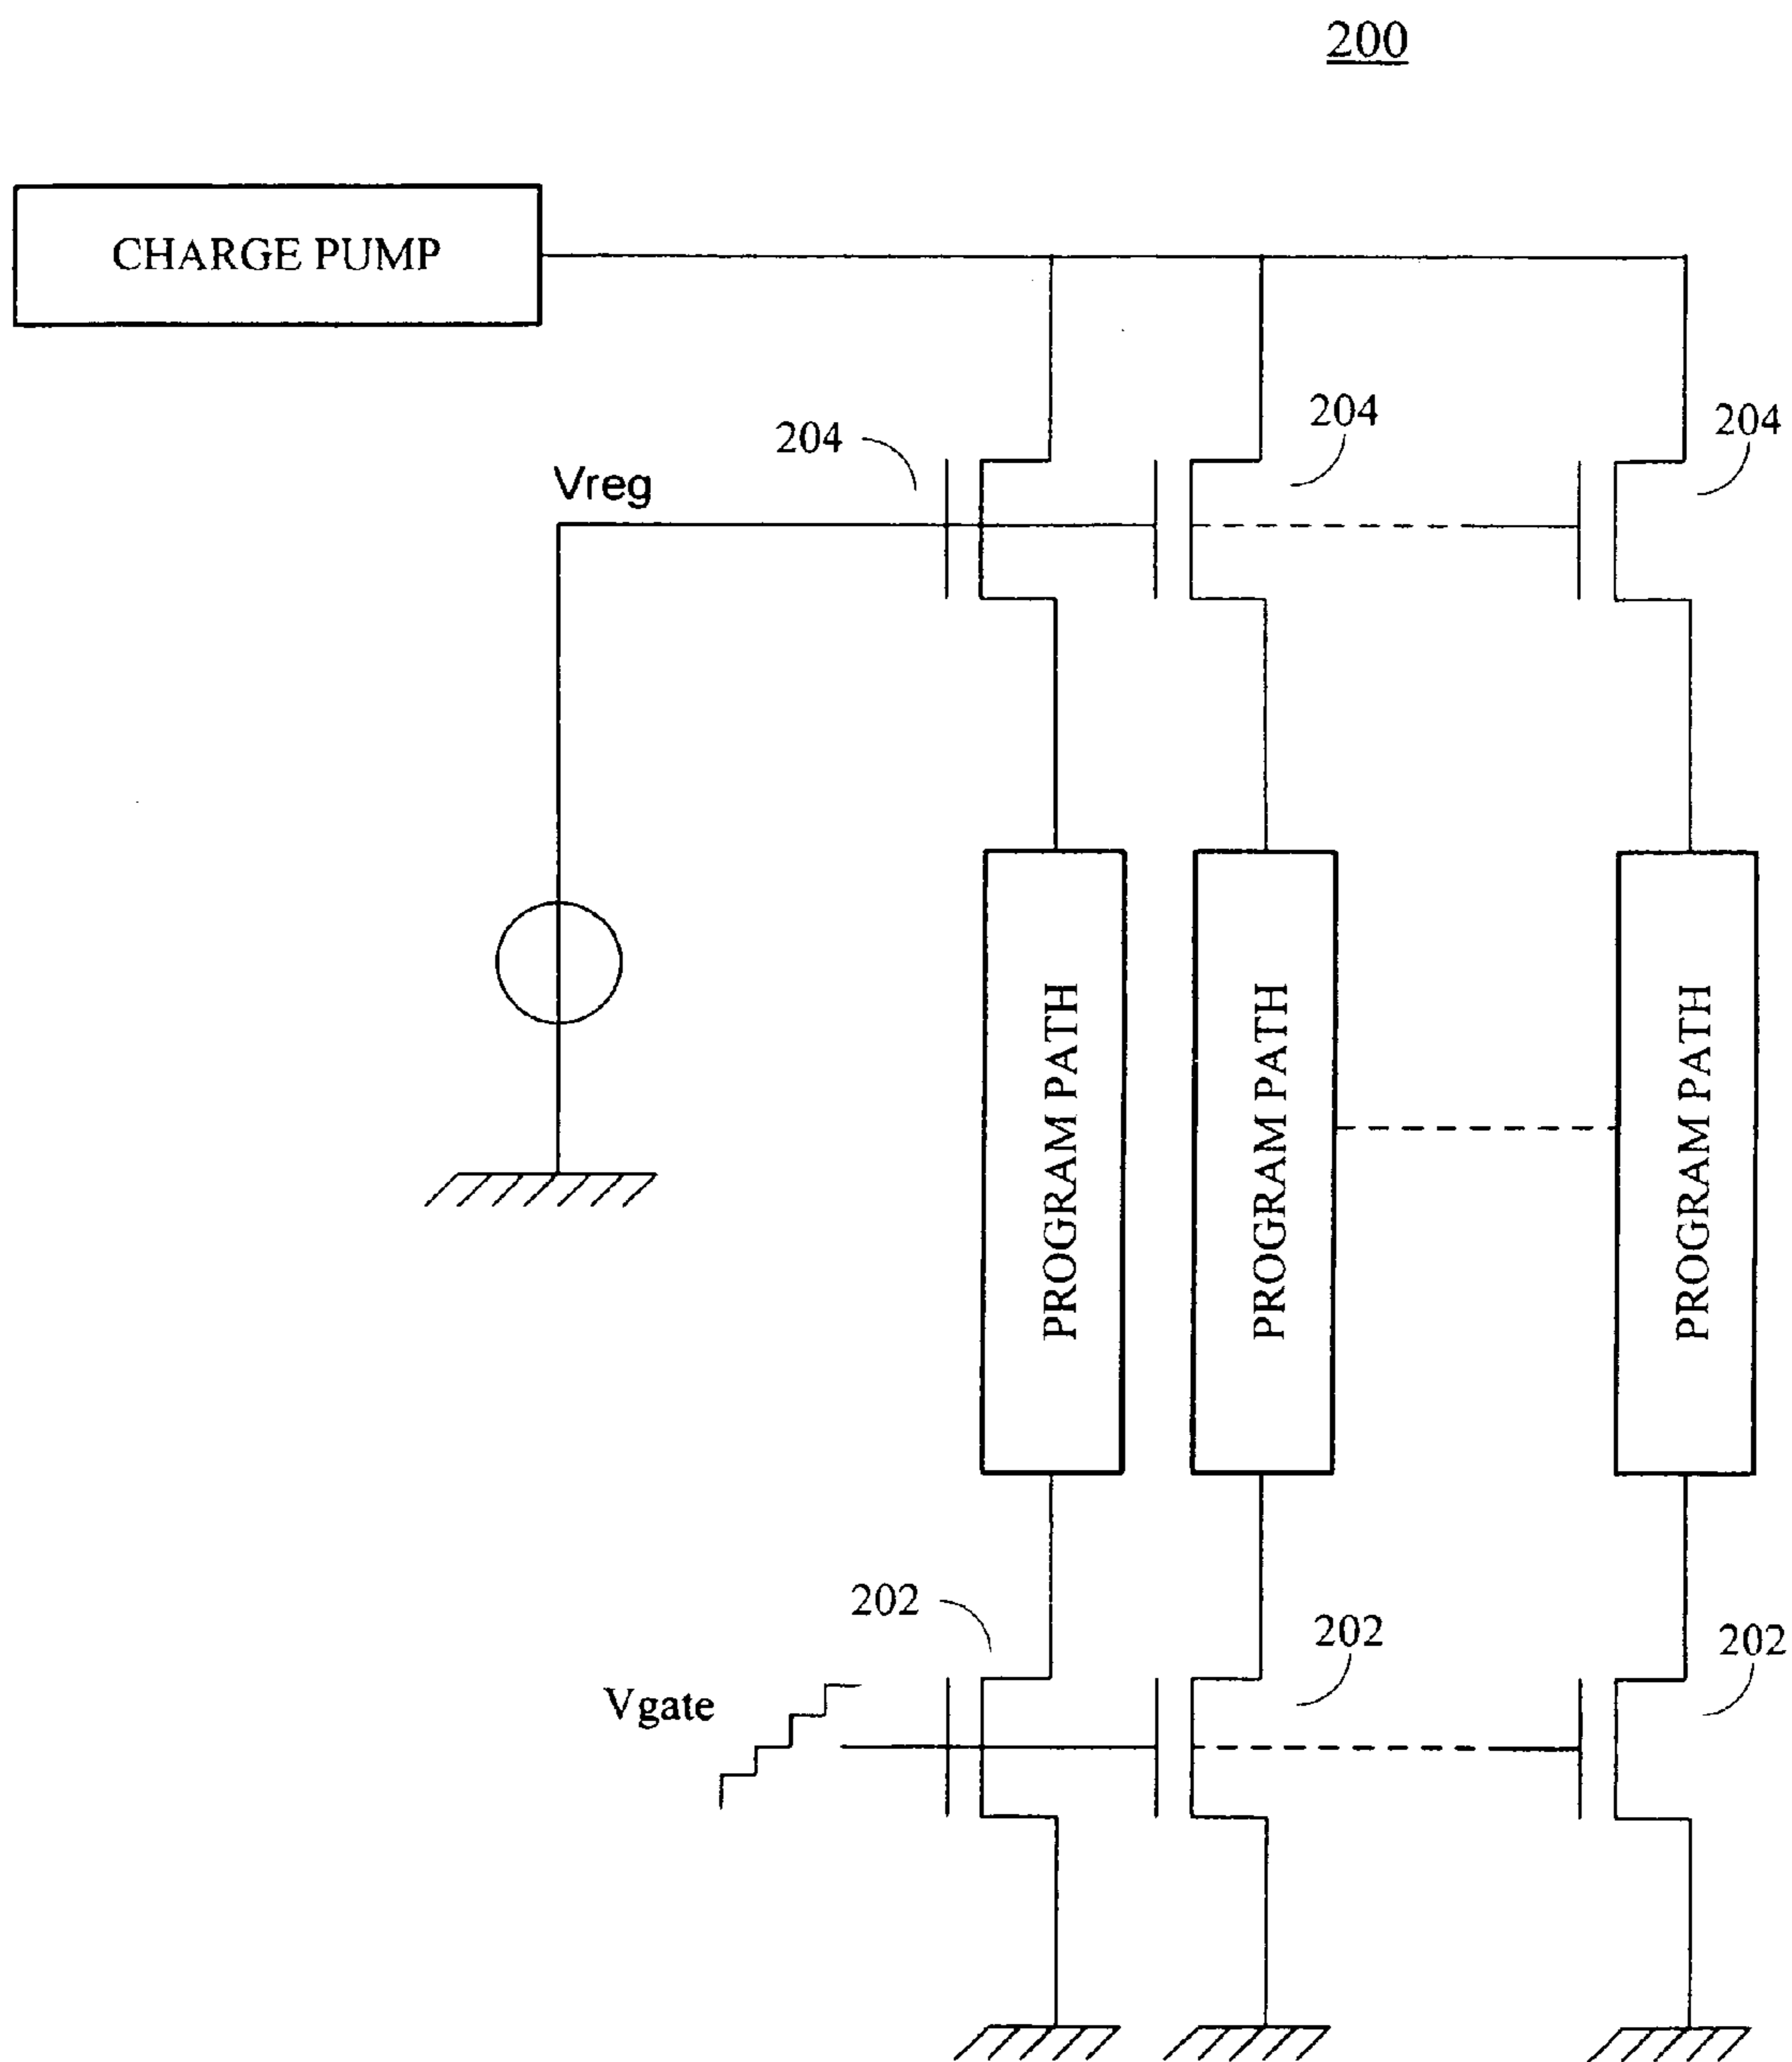 200
CHARGE PUMP
204
204
204
Vreg
PROGRAM PATH
PROGRAM PATH
PROGRAM PATH
202
202
202
Vgate